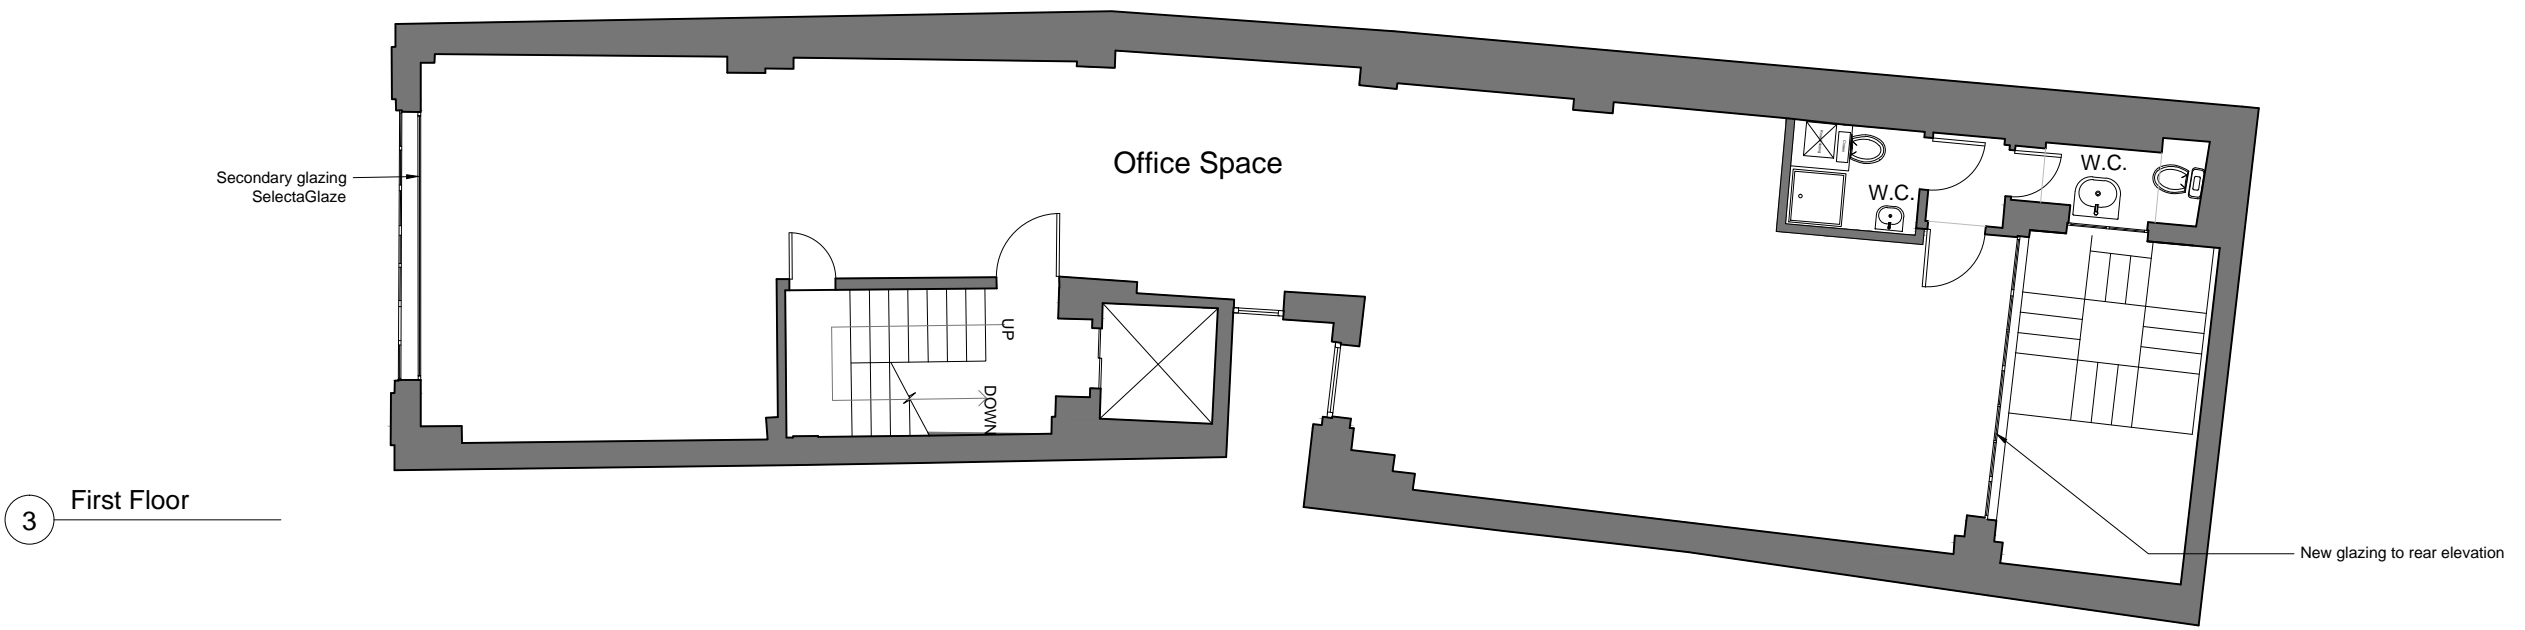 Office Space
W.C.
W.C.
Secondary glazing
SelectaGlaze
UP
DOWN
First Floor
3
New glazing to rear elevation